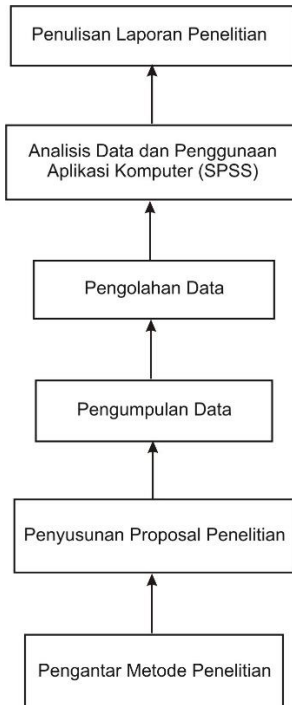 Penulisan Laporan Penelitian
Analisis Data dan Penggunaan
Aplikasi Komputer (SPSS)
Pengolahan Data
Pengumpulan Data
Penyusunan Proposal Penelitian
Pengantar Metode Penelitian